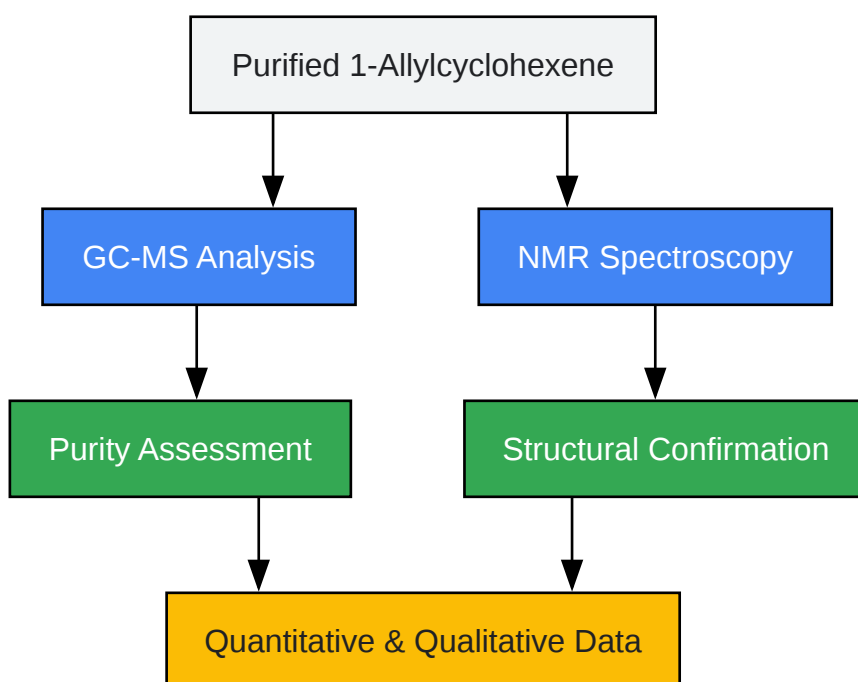 Purified 1-Allylcyclohexene
GC-MS Analysis
NMR Spectroscopy
Purity Assessment
Structural Confirmation
Quantitative & Qualitative Data